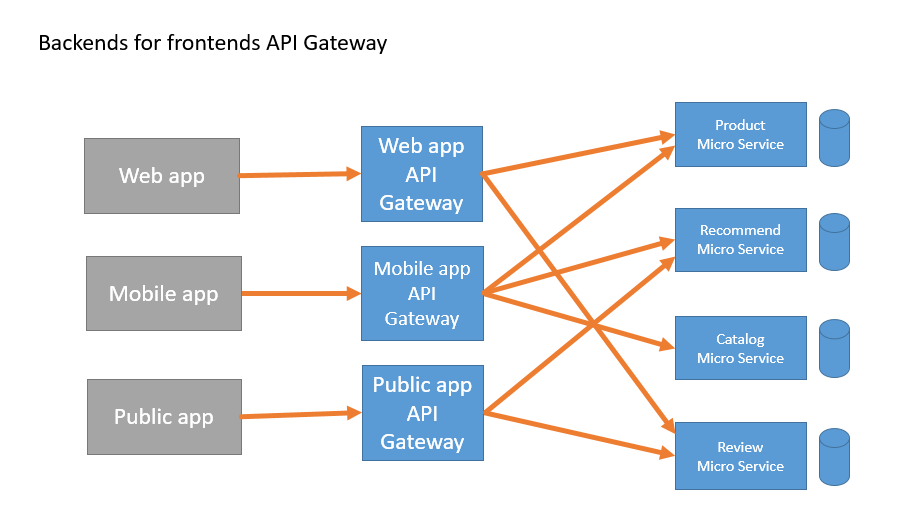 Backends for frontends API Gateway
Web app
Web app
API
Gateway
Product
Micro Service
Mobile app
Mobile app
API
Gateway
Recommend
Micro Service
Public app
Public app
API
Gateway
Catalog
Micro Service
Review
Micro Service